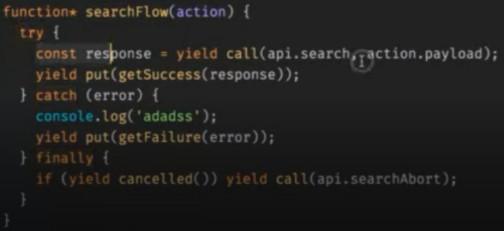 function* searchFlow(action) {
try {
const response = yield call(api.search, action.payload);
yield put(getSuccess(response));
} catch (error) {
console.log('adadss');
yield put(getFailure(error));
} finally {
if (yield cancelled()) yield call(api.searchAbort);
}
}